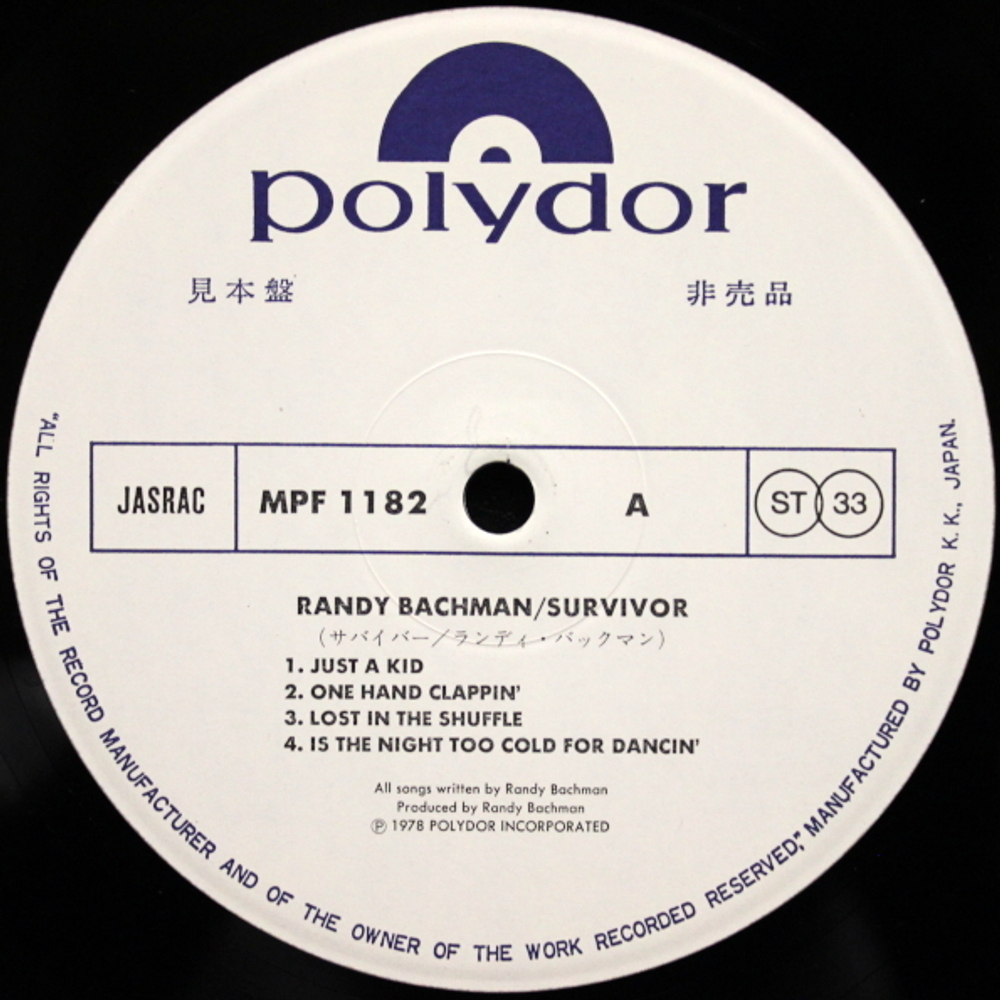 polydor
見本盤
非売品
JASRAC
MPF 1182
A
ST 33
RANDY BACHMAN/SURVIVOR
(サバイバー/ランディ・バックマン)
1. JUST A KID
2. ONE HAND CLAPPIN'
3. LOST IN THE SHUFFLE
4. IS THE NIGHT TOO COLD FOR DANCIN'
All songs written by Randy Bachman
Produced by Randy Bachman
Ⓟ 1978 POLYDOR INCORPORATED
"ALL RIGHTS OF THE RECORD MANUFACTURER AND OF THE OWNER OF THE WORK RECORDED RESERVED," MANUFACTURED BY POLYDOR K. K., JAPAN.